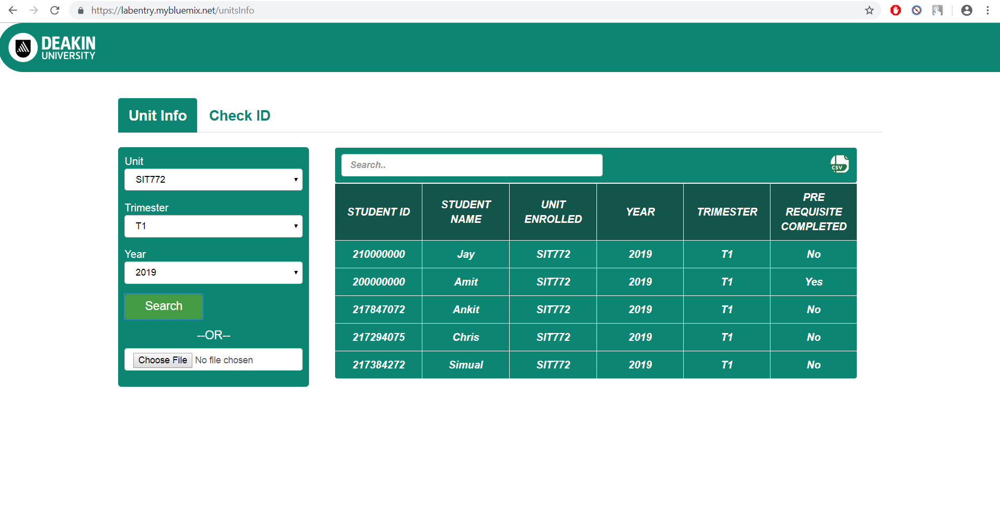 https://labentry.mybluemix.net/unitsInfo
DEAKIN
UNIVERSITY
Unit Info
Check ID
Unit
SIT772
Trimester
T1
Year
2019
Search
--OR--
Choose File No file chosen
Search..
CSV
STUDENT ID STUDENT NAME UNIT ENROLLED YEAR TRIMESTER PRE REQUISITE COMPLETED
210000000 Jay SIT772 2019 T1 No
200000000 Amit SIT772 2019 T1 Yes
217847072 Ankit SIT772 2019 T1 No
217294075 Chris SIT772 2019 T1 No
217384272 Simual SIT772 2019 T1 No